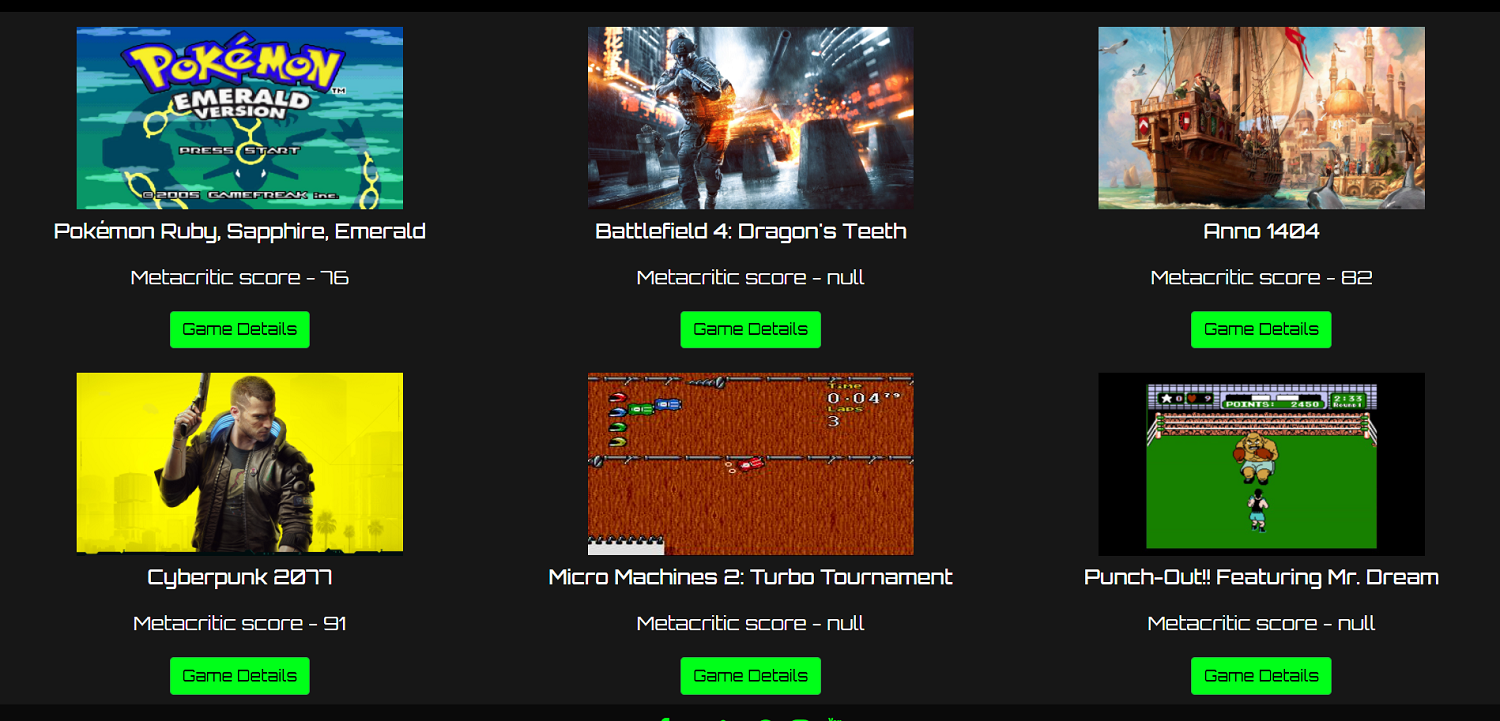 POKéMON
TM
EMERALD
VERSION
PRESS START
©2005 GAMEFREAK inc.
Pokémon Ruby, Sapphire, Emerald
Metacritic score - 76
Game Details
Battlefield 4: Dragon's Teeth
Metacritic score - null
Game Details
Anno 1404
Metacritic score - 82
Game Details
Cyberpunk 2077
Metacritic score - 91
Game Details
Time
0·04 79
Laps
3
Micro Machines 2: Turbo Tournament
Metacritic score - null
Game Details
★0 ♥ 9
POINTS: 2450
2:33
Round 1
Punch-Out!! Featuring Mr. Dream
Metacritic score - null
Game Details